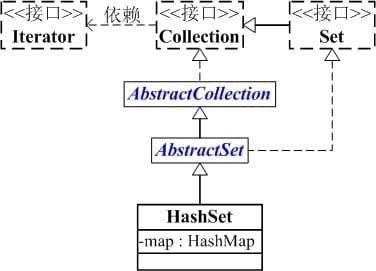 <<接口>>
Iterator
依赖
<<接口>>
Collection
<<接口>>
Set
AbstractCollection
AbstractSet
HashSet
-map : HashMap